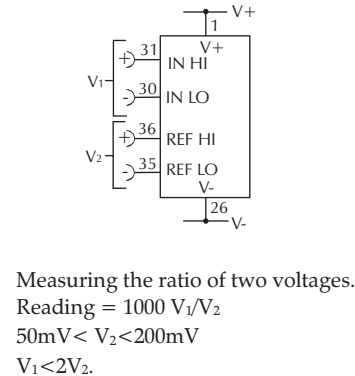 V+
1
V+
31
+
IN HI
V1
30
-
IN LO
36
+
REF HI
V2
35
-
REF LO
V-
26
V-
Measuring the ratio of two voltages.
Reading = 1000 V1/V2
50mV< V2<200mV
V1<2V2.